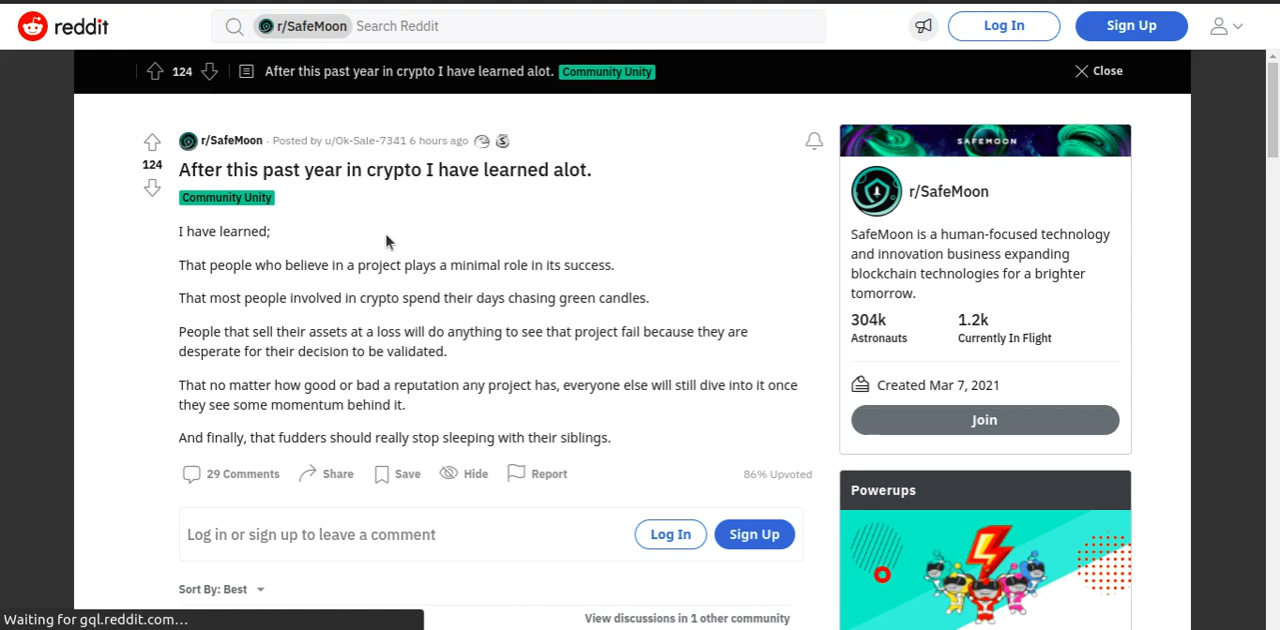 reddit r/SafeMoon Search Reddit Log In Sign Up
124 After this past year in crypto I have learned alot. Community Unity Close
r/SafeMoon · Posted by u/Ok-Sale-7341 6 hours ago
124
After this past year in crypto I have learned alot.
Community Unity
I have learned;
That people who believe in a project plays a minimal role in its success.
That most people involved in crypto spend their days chasing green candles.
People that sell their assets at a loss will do anything to see that project fail because they are
desperate for their decision to be validated.
That no matter how good or bad a reputation any project has, everyone else will still dive into it once
they see some momentum behind it.
And finally, that fudders should really stop sleeping with their siblings.
29 Comments Share Save Hide Report 86% Upvoted
Log in or sign up to leave a comment Log In Sign Up
Sort By: Best
View discussions in 1 other community
SAFEMOON
r/SafeMoon
SafeMoon is a human-focused technology
and innovation business expanding
blockchain technologies for a brighter
tomorrow.
304k 1.2k
Astronauts Currently In Flight
Created Mar 7, 2021
Join
Powerups
Waiting for gql.reddit.com...